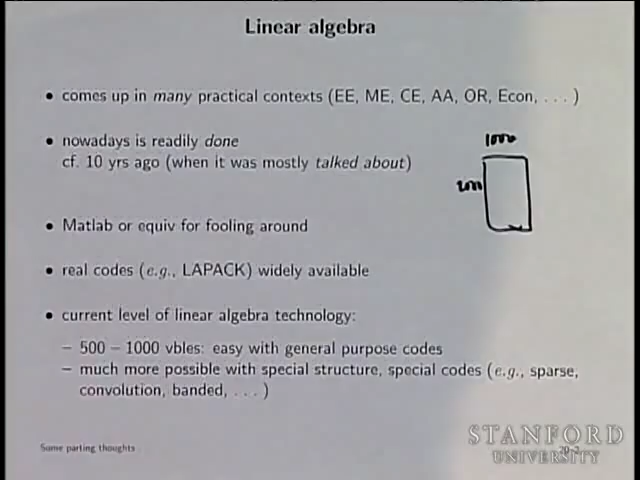 Linear algebra
• comes up in many practical contexts (EE, ME, CE, AA, OR, Econ, . . . )
• nowadays is readily done
cf. 10 yrs ago (when it was mostly talked about)
1000
• Matlab or equiv for fooling around
• real codes (e.g., LAPACK) widely available
• current level of linear algebra technology:
– 500 – 1000 vbles: easy with general purpose codes
– much more possible with special structure, special codes (e.g., sparse,
convolution, banded, . . . )
Some parting thoughts
STANFORD
UNIVERSITY